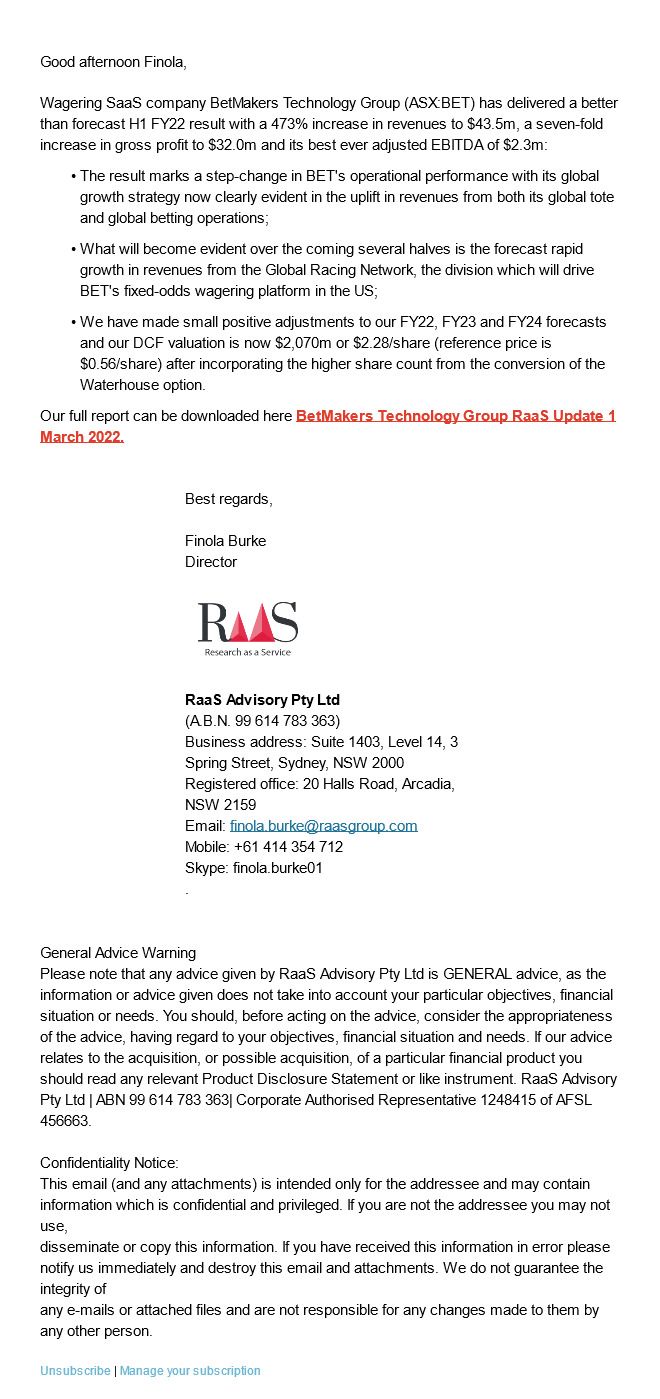 Good afternoon Finola,
Wagering SaaS company BetMakers Technology Group (ASX:BET) has delivered a better
than forecast H1 FY22 result with a 473% increase in revenues to $43.5m, a seven-fold
increase in gross profit to $32.0m and its best ever adjusted EBITDA of $2.3m:
• The result marks a step-change in BET's operational performance with its global
growth strategy now clearly evident in the uplift in revenues from both its global tote
and global betting operations;
• What will become evident over the coming several halves is the forecast rapid
growth in revenues from the Global Racing Network, the division which will drive
BET's fixed-odds wagering platform in the US;
• We have made small positive adjustments to our FY22, FY23 and FY24 forecasts
and our DCF valuation is now $2,070m or $2.28/share (reference price is
$0.56/share) after incorporating the higher share count from the conversion of the
Waterhouse option.
Our full report can be downloaded here BetMakers Technology Group RaaS Update 1
March 2022.
Best regards,
Finola Burke
Director
RAAS
Research as a Service
RaaS Advisory Pty Ltd
(A.B.N. 99 614 783 363)
Business address: Suite 1403, Level 14, 3
Spring Street, Sydney, NSW 2000
Registered office: 20 Halls Road, Arcadia,
NSW 2159
Email: finola.burke@raasgroup.com
Mobile: +61 414 354 712
Skype: finola.burke01
.
General Advice Warning
Please note that any advice given by RaaS Advisory Pty Ltd is GENERAL advice, as the
information or advice given does not take into account your particular objectives, financial
situation or needs. You should, before acting on the advice, consider the appropriateness
of the advice, having regard to your objectives, financial situation and needs. If our advice
relates to the acquisition, or possible acquisition, of a particular financial product you
should read any relevant Product Disclosure Statement or like instrument. RaaS Advisory
Pty Ltd | ABN 99 614 783 363| Corporate Authorised Representative 1248415 of AFSL
456663.
Confidentiality Notice:
This email (and any attachments) is intended only for the addressee and may contain
information which is confidential and privileged. If you are not the addressee you may not
use,
disseminate or copy this information. If you have received this information in error please
notify us immediately and destroy this email and attachments. We do not guarantee the
integrity of
any e-mails or attached files and are not responsible for any changes made to them by
any other person.
Unsubscribe | Manage your subscription